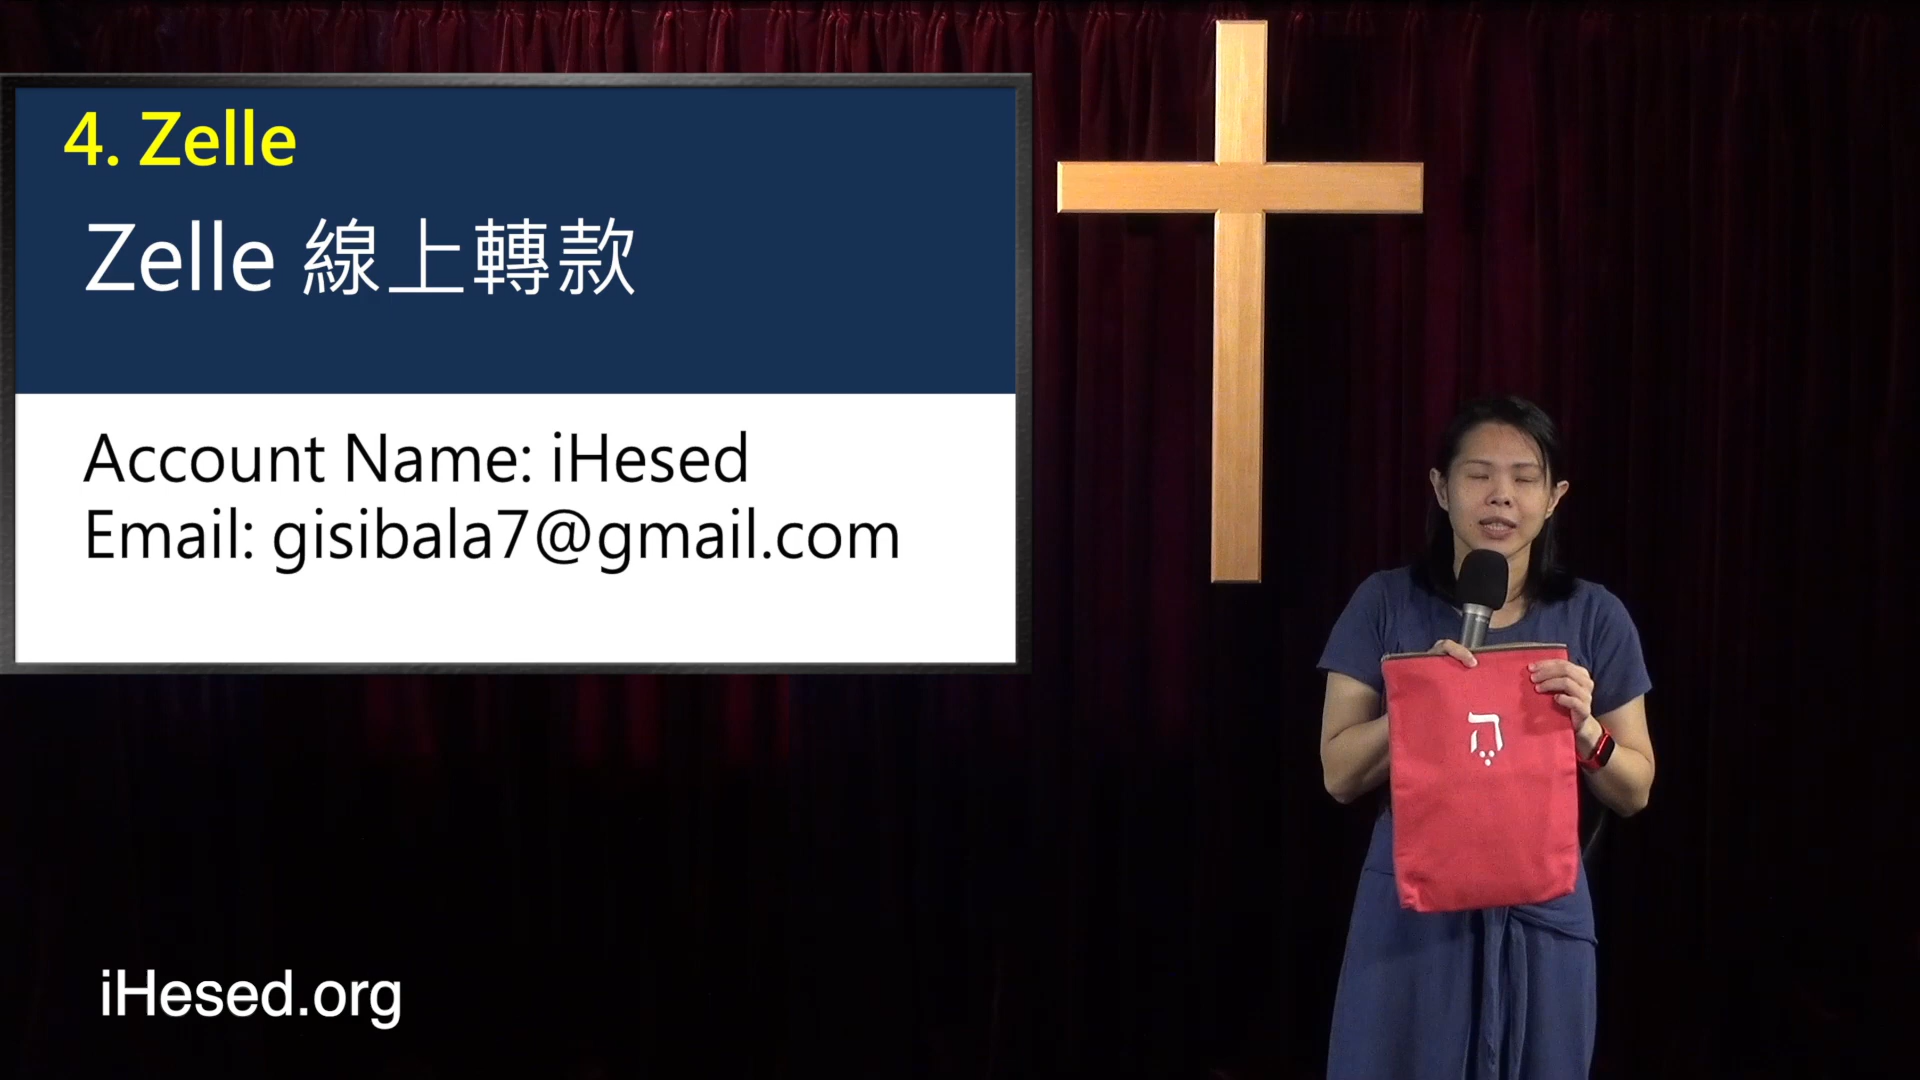 4. Zelle
Zelle 線上轉款
Account Name: iHesed
Email: gisibala7@gmail.com
iHesed.org